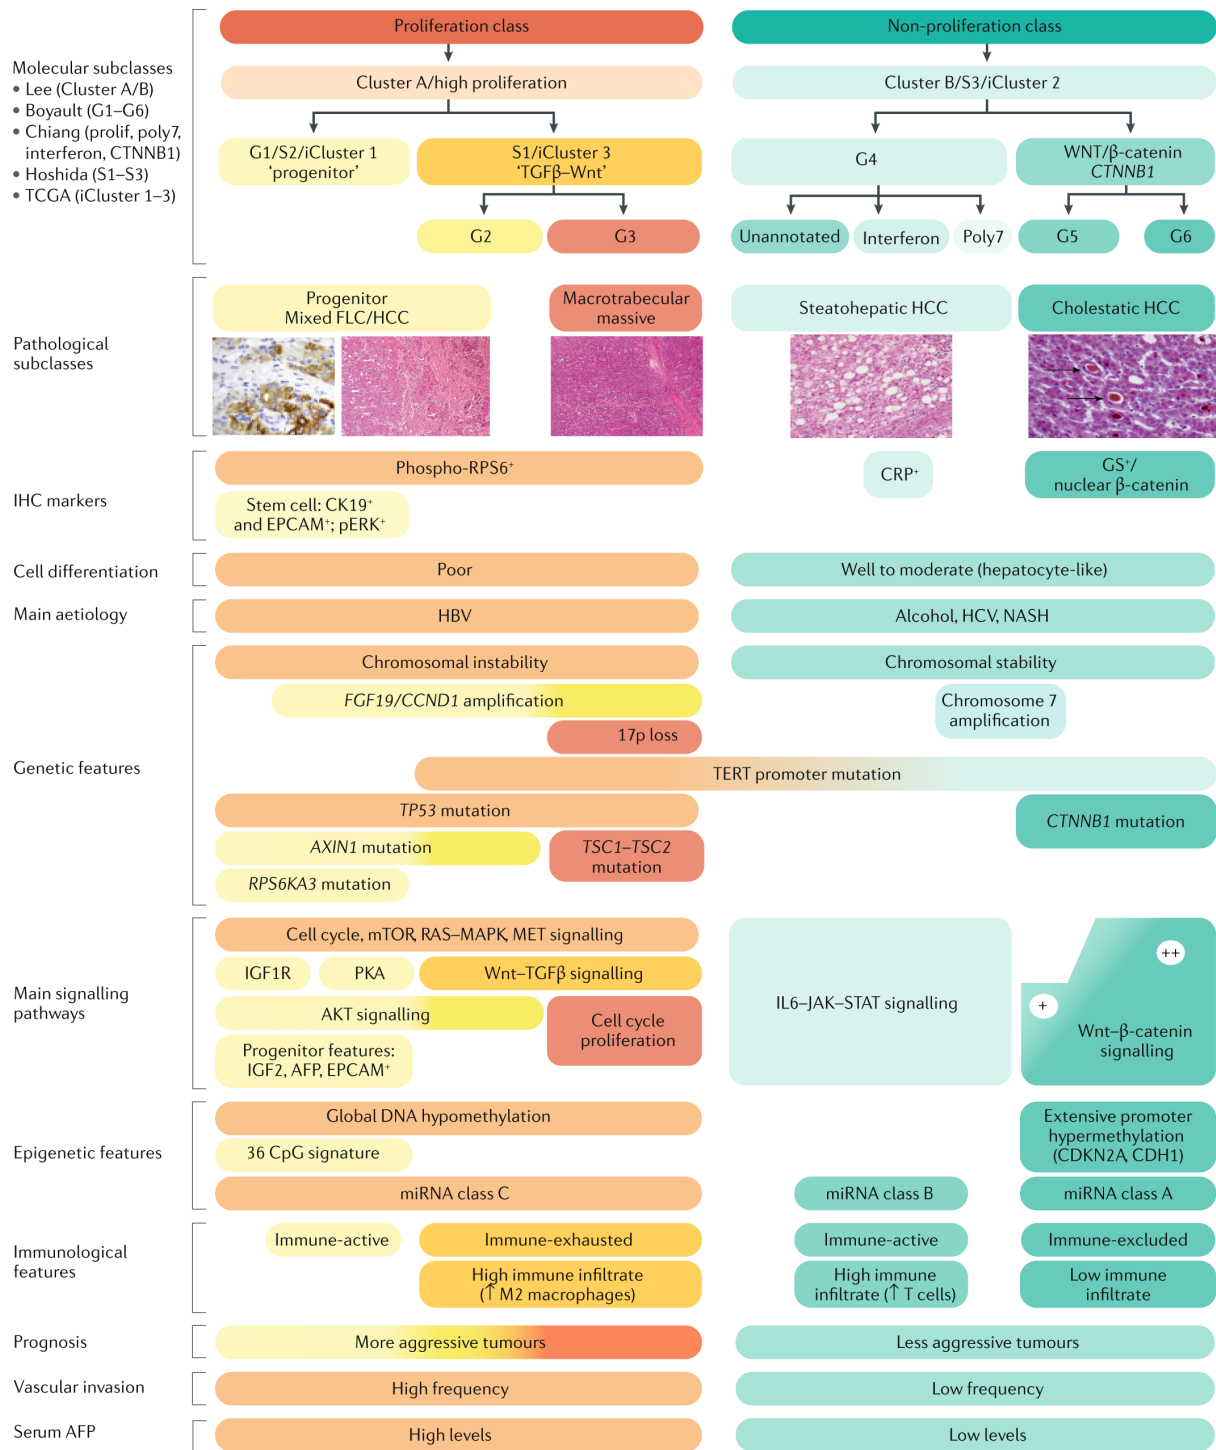 Proliferation class
Non-proliferation class
Molecular subclasses
• Lee (Cluster A/B)
• Boyault (G1–G6)
• Chiang (prolif, poly7,
interferon, CTNNB1)
• Hoshida (S1–S3)
• TCGA (iCluster 1–3)
Cluster A/high proliferation
Cluster B/S3/iCluster 2
G1/S2/iCluster 1
‘progenitor’
S1/iCluster 3
‘TGFβ–Wnt’
G4
WNT/β-catenin
CTNNB1
G2
G3
Unannotated
Interferon
Poly7
G5
G6
Pathological
subclasses
Progenitor
Mixed FLC/HCC
Macrotrabecular
massive
Steatohepatic HCC
Cholestatic HCC
IHC markers
Phospho-RPS6⁺
CRP⁺
GS⁺/
nuclear β-catenin
Stem cell: CK19⁺
and EPCAM⁺; pERK⁺
Cell differentiation
Poor
Well to moderate (hepatocyte-like)
Main aetiology
HBV
Alcohol, HCV, NASH
Genetic features
Chromosomal instability
Chromosomal stability
FGF19/CCND1 amplification
Chromosome 7
amplification
17p loss
TERT promoter mutation
TP53 mutation
CTNNB1 mutation
AXIN1 mutation
TSC1–TSC2
mutation
RPS6KA3 mutation
Main signalling
pathways
Cell cycle, mTOR, RAS–MAPK, MET signalling
IGF1R
PKA
Wnt–TGFβ signalling
AKT signalling
Cell cycle
proliferation
Progenitor features:
IGF2, AFP, EPCAM⁺
IL6–JAK–STAT signalling
++
+
Wnt–β-catenin
signalling
Epigenetic features
Global DNA hypomethylation
Extensive promoter
hypermethylation
(CDKN2A, CDH1)
36 CpG signature
miRNA class C
miRNA class B
miRNA class A
Immunological
features
Immune-active
Immune-exhausted
Immune-active
Immune-excluded
High immune infiltrate
(↑ M2 macrophages)
High immune
infiltrate (↑ T cells)
Low immune
infiltrate
Prognosis
More aggressive tumours
Less aggressive tumours
Vascular invasion
High frequency
Low frequency
Serum AFP
High levels
Low levels